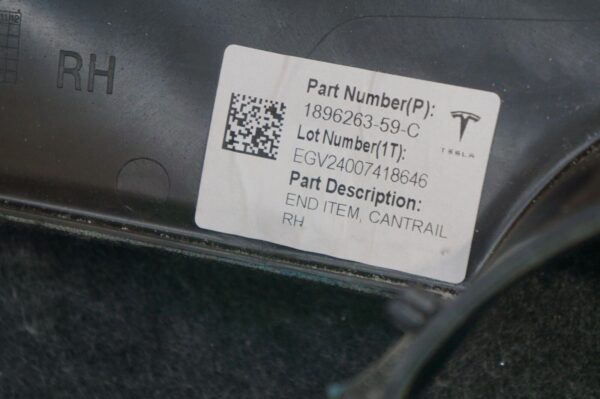 RH
Part Number(P):
1896263-59-C
Lot Number(1T):
EGV24007418646
Part Description:
END ITEM, CANTRAIL
RH
TESLA